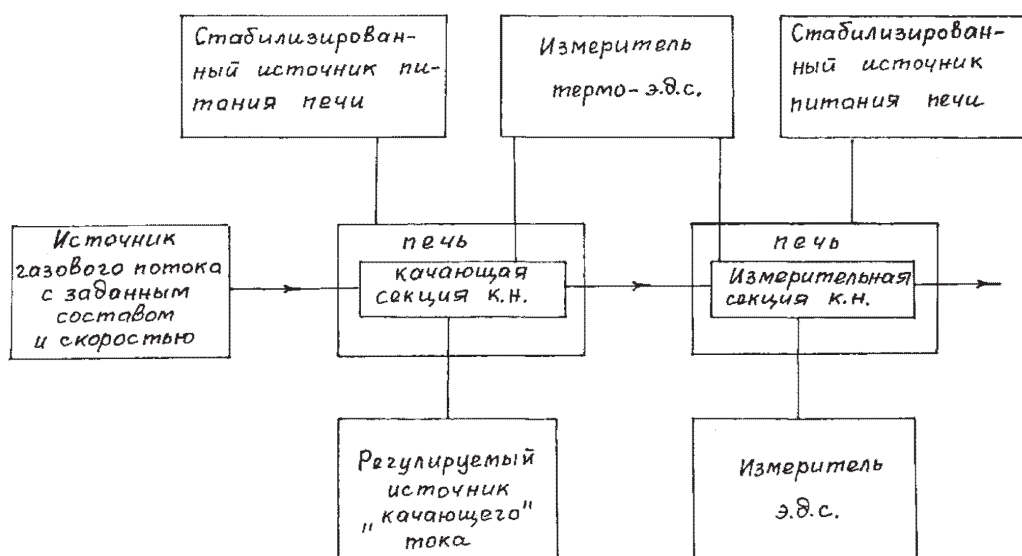 Стабилизирован-
ный источник пи-
тания печи
Измеритель
термо-э.д.с.
Стабилизирован-
ный источник
питания печи
Источник
газового потока
с заданным
составом
и скоростью
печь
качающая
секция к.н.
печь
Измерительная
секция к.н.
Регулируемый
источник
„качающего"
тока
Измеритель
э.д.с.